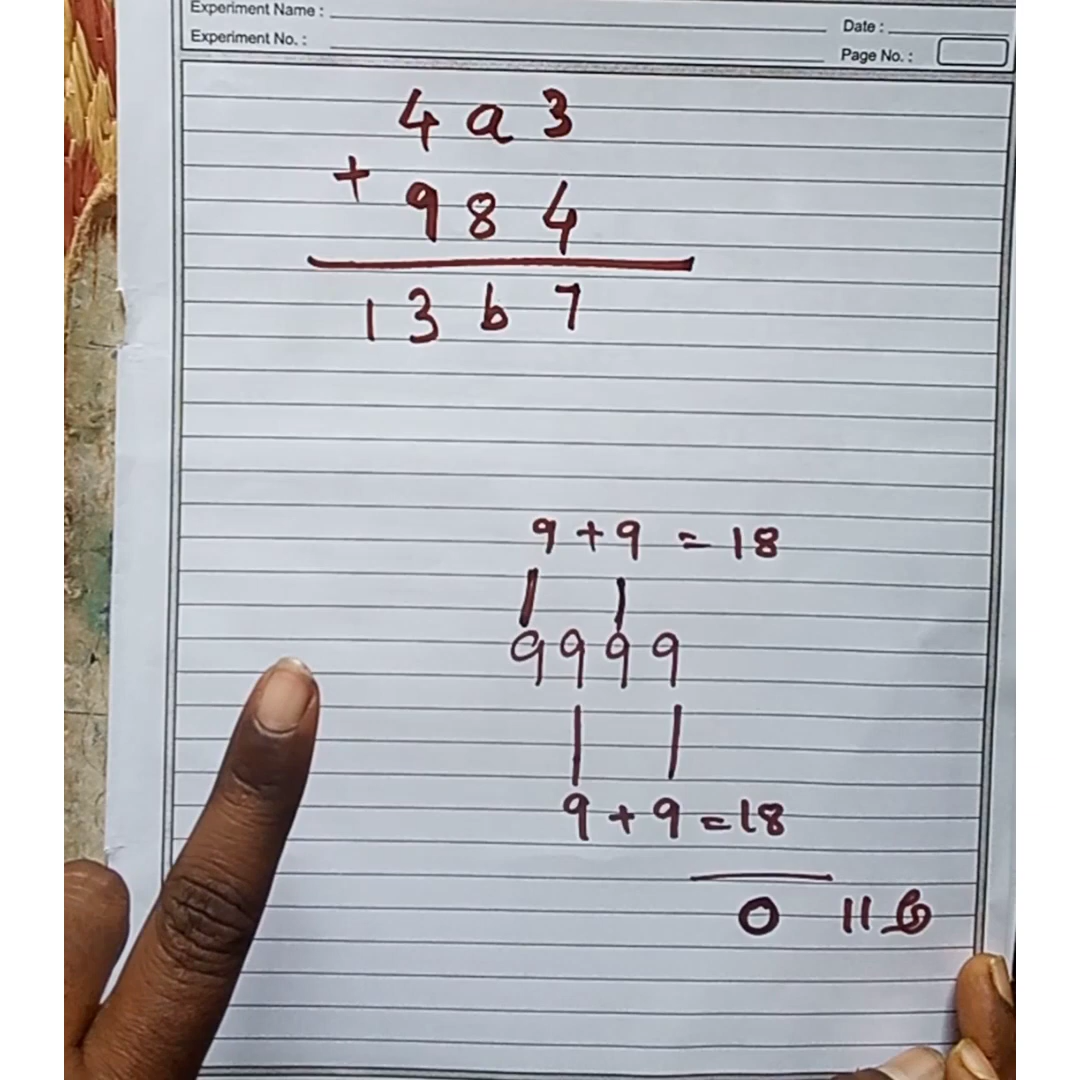 Experiment Name :
Date :
Experiment No. :
Page No. :
4 a 3
+ 9 8 4
1 3 b 7
9 + 9 = 18
9 9 9 9
9 + 9 = 18
0 11